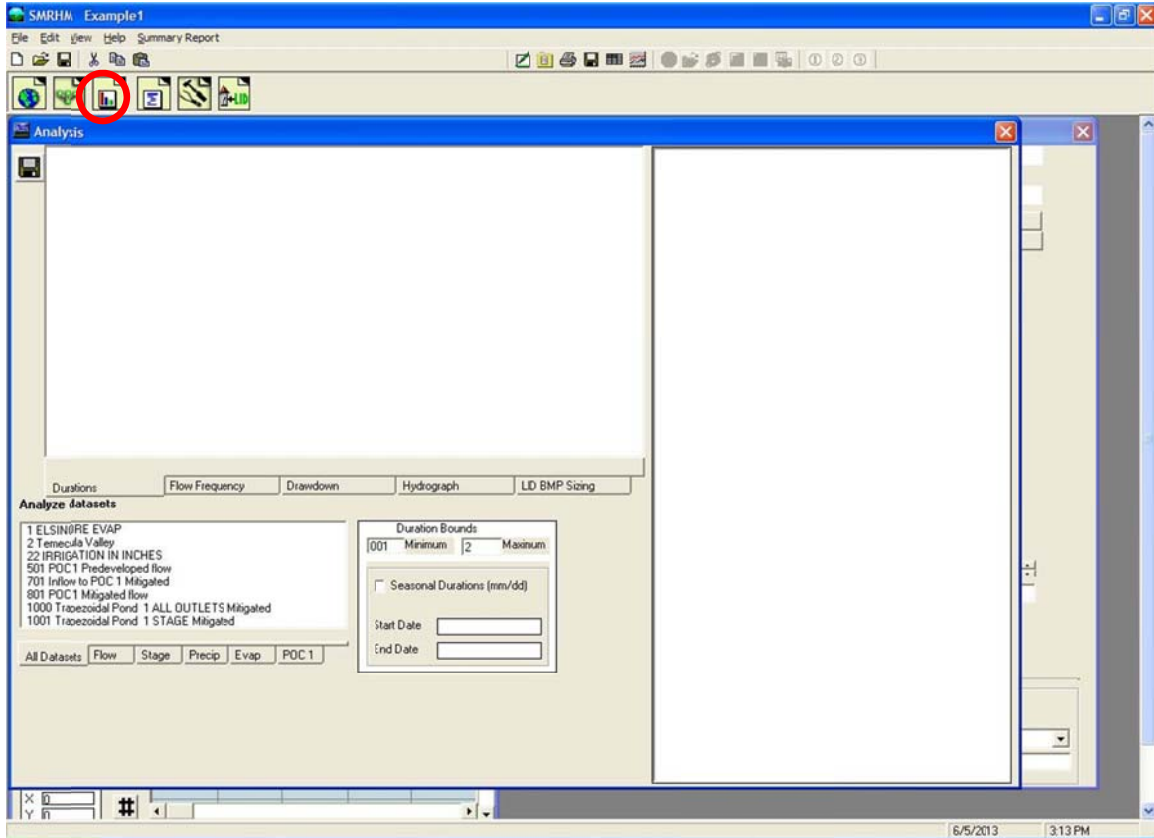 SMRHM Example1
File Edit View Help Summary Report
LID
Analysis
Durations Flow Frequency Drawdown Hydrograph LID BMP Sizing
Analyze datasets
1 ELSINORE EVAP
2 Temecula Valley
22 IRRIGATION IN INCHES
501 POC1 Predeveloped flow
701 Inflow to POC 1 Mitigated
801 POC1 Mitigated flow
1000 Trapezoidal Pond 1 ALL OUTLETS Mitigated
1001 Trapezoidal Pond 1 STAGE Mitigated
All Datasets Flow Stage Precip Evap POC 1
Duration Bounds
001 Minimum 2 Maximum
Seasonal Durations (mm/dd)
Start Date
End Date
X 0
Y 0
#
6/5/2013 3:13 PM